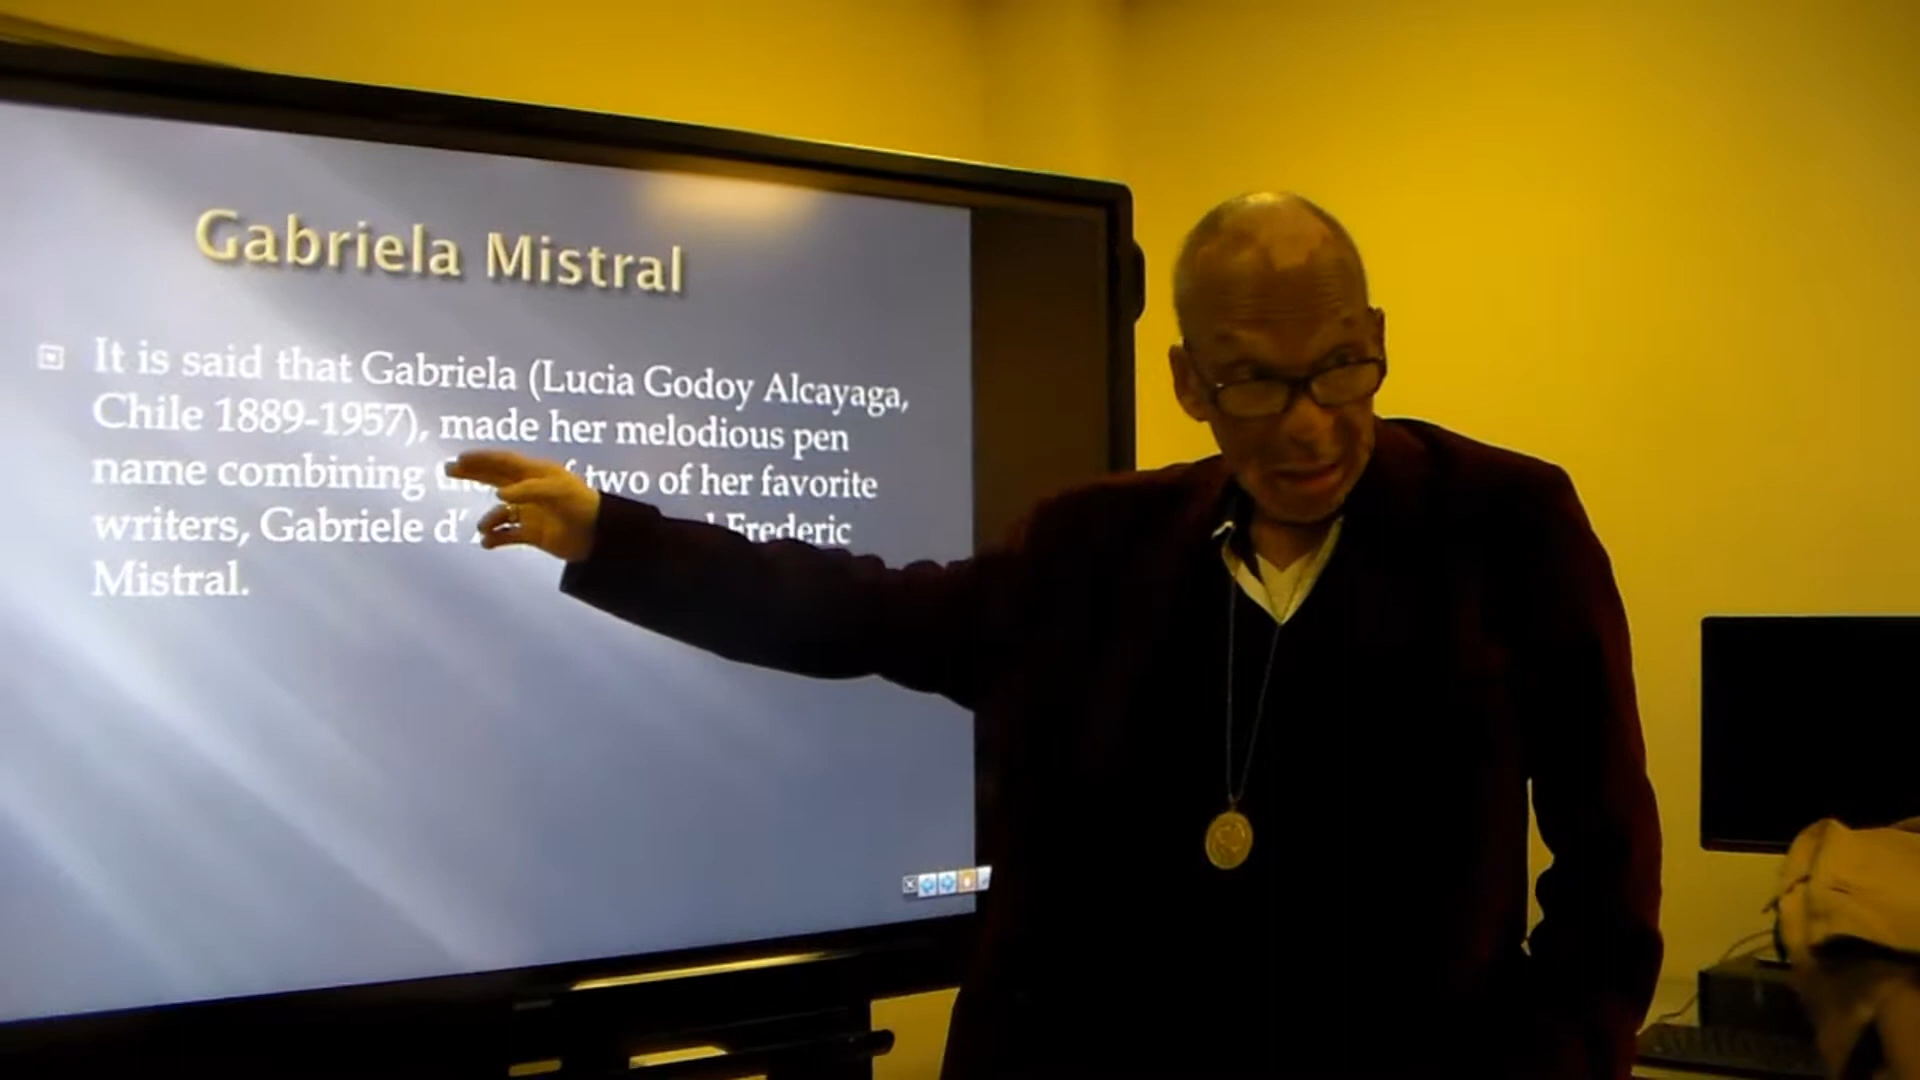 Gabriela Mistral
It is said that Gabriela (Lucia Godoy Alcayaga,
Chile 1889-1957), made her melodious pen
name combining two of her favorite
writers, Gabriele d' Frederic
Mistral.